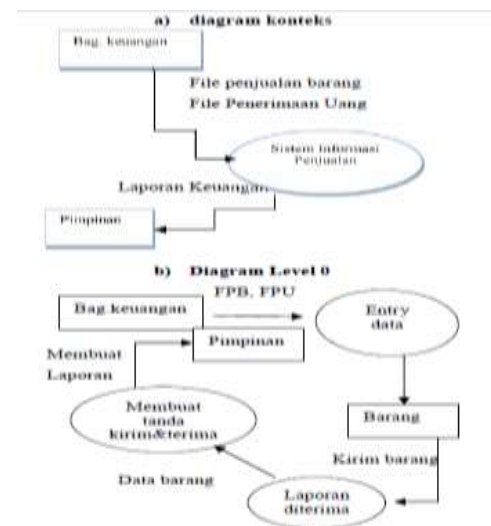 a) diagram konteks
Bag. keuangan
File penjualan barang
File Penerimaan Uang
Sistem Informasi
Penjualan
Laporan Keuangan
Pimpinan
b) Diagram Level 0
FPB, FPU
Bag.keuangan
Entry
data
Pimpinan
Membuat
Laporan
Membuat
tanda
kirim&terima
Barang
Kirim barang
Data barang
Laporan
diterima